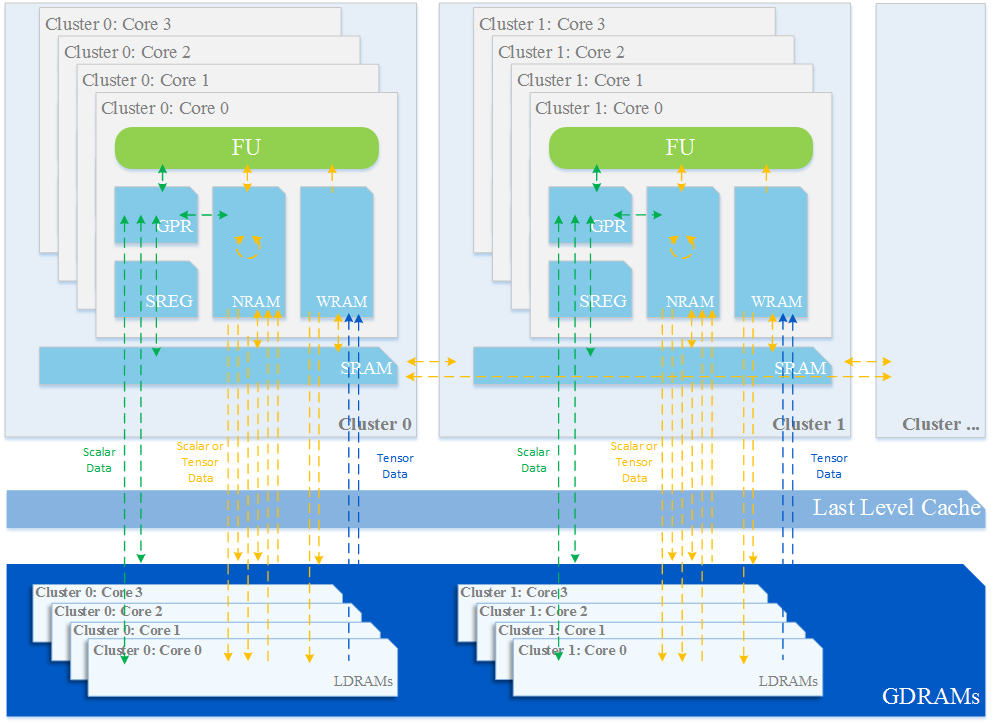 Cluster 0: Core 3
Cluster 0: Core 2
Cluster 0: Core 1
Cluster 0: Core 0
FU
GPR
SREG
NRAM
WRAM
SRAM
Cluster 0
Cluster 1: Core 3
Cluster 1: Core 2
Cluster 1: Core 1
Cluster 1: Core 0
FU
GPR
SREG
NRAM
WRAM
SRAM
Cluster 1
Cluster ...
Scalar
Data
Scalar or
Tensor
Data
Tensor
Data
Scalar
Data
Scalar or
Tensor
Data
Tensor
Data
Last Level Cache
Cluster 0: Core 3
Cluster 0: Core 2
Cluster 0: Core 1
Cluster 0: Core 0
LDRAMs
Cluster 1: Core 3
Cluster 1: Core 2
Cluster 1: Core 1
Cluster 1: Core 0
LDRAMs
GDRAMs